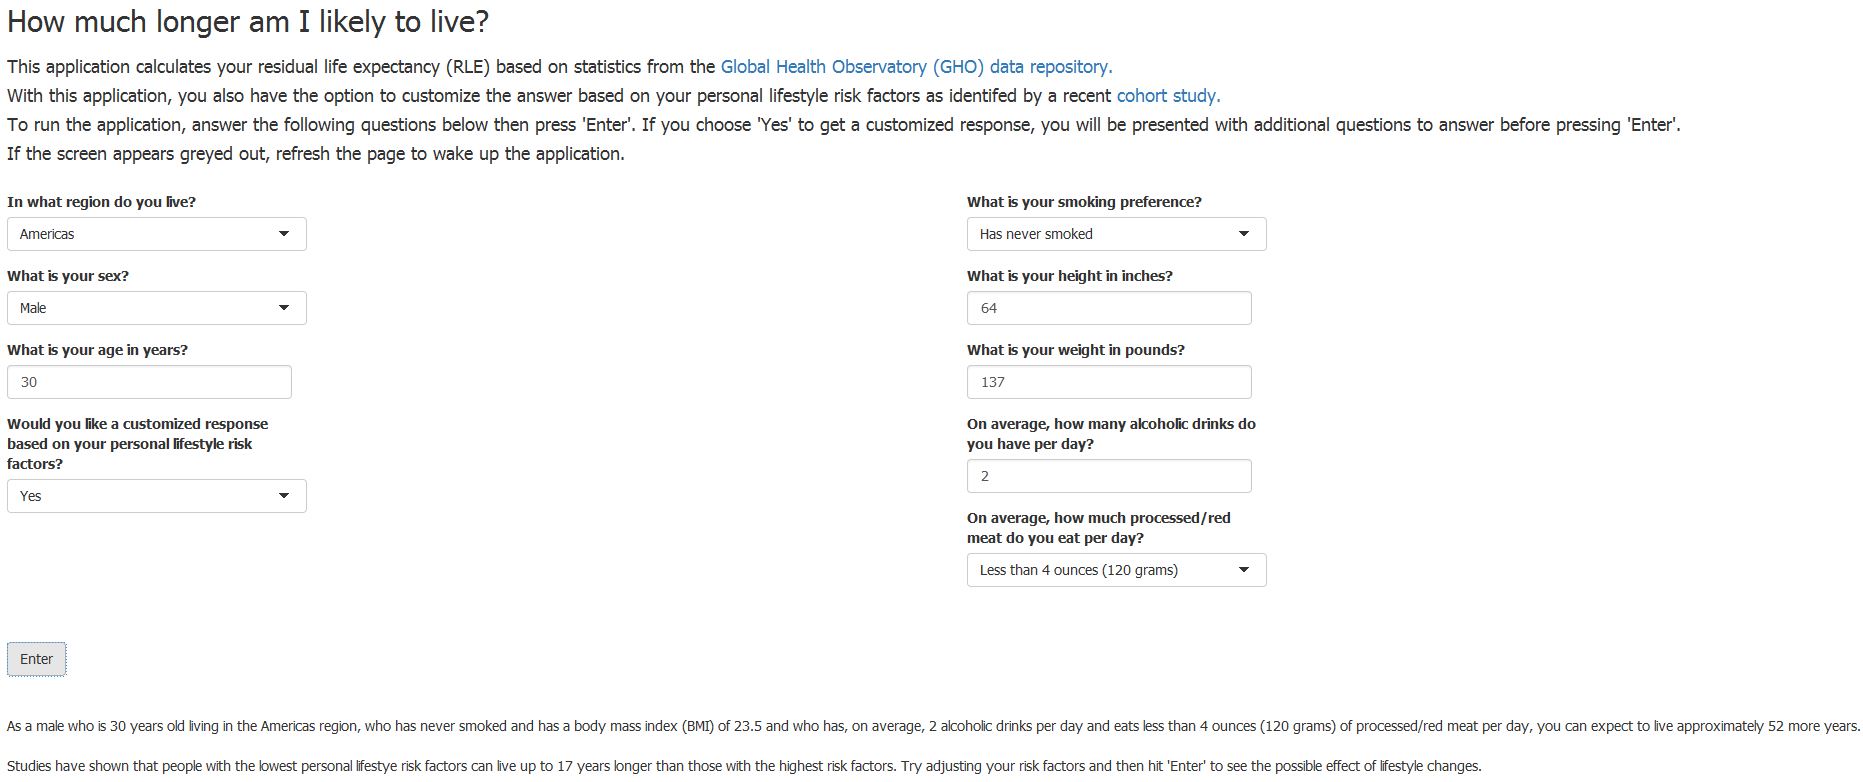 How much longer am I likely to live?
This application calculates your residual life expectancy (RLE) based on statistics from the Global Health Observatory (GHO) data repository.
With this application, you also have the option to customize the answer based on your personal lifestyle risk factors as identifed by a recent cohort study.
To run the application, answer the following questions below then press 'Enter'. If you choose 'Yes' to get a customized response, you will be presented with additional questions to answer before pressing 'Enter'.
If the screen appears greyed out, refresh the page to wake up the application.
In what region do you live?
Americas
What is your sex?
Male
What is your age in years?
30
Would you like a customized response
based on your personal lifestyle risk
factors?
Yes
What is your smoking preference?
Has never smoked
What is your height in inches?
64
What is your weight in pounds?
137
On average, how many alcoholic drinks do
you have per day?
2
On average, how much processed/red
meat do you eat per day?
Less than 4 ounces (120 grams)
Enter
As a male who is 30 years old living in the Americas region, who has never smoked and has a body mass index (BMI) of 23.5 and who has, on average, 2 alcoholic drinks per day and eats less than 4 ounces (120 grams) of processed/red meat per day, you can expect to live approximately 52 more years.
Studies have shown that people with the lowest personal lifestye risk factors can live up to 17 years longer than those with the highest risk factors. Try adjusting your risk factors and then hit 'Enter' to see the possible effect of lifestyle changes.